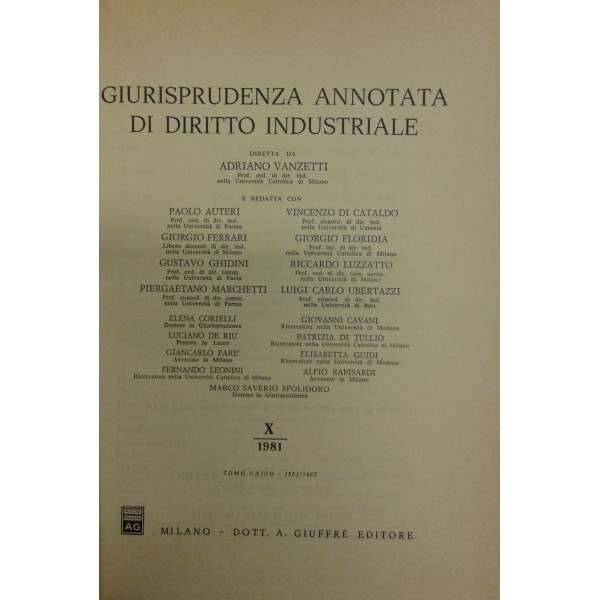 GIURISPRUDENZA ANNOTATA
DI DIRITTO INDUSTRIALE
DIRETTA DA
ADRIANO VANZETTI
Prof. ord. di dir. ind.
nella Università Cattolica di Milano
E REDATTA CON
PAOLO AUTERI
Prof. ord. di dir. ind.
nella Università di Parma
VINCENZO DI CATALDO
Prof. straord. di dir. ind.
nella Università di Catania
GIORGIO FERRARI
Libero docente di dir. ind.
nella Università di Milano
GIORGIO FLORIDIA
Prof. inc. di dir. ind.
nella Università Cattolica di Milano
GUSTAVO GHIDINI
Prof. ord. di dir. comm.
nella Università di Pavia
RICCARDO LUZZATTO
Prof. ord. di dir. com. comp.
nella Università di Milano
PIERGAETANO MARCHETTI
Prof. straord. di dir. comm.
nella Università di Parma
LUIGI CARLO UBERTAZZI
Prof. straord. di dir. ind.
nella Università di Bari
ELENA CORIELLI
Dottore in Giurisprudenza
GIOVANNI CAVANI
Ricercatore nella Università di Modena
LUCIANO DE RIU
Pretore in Lecco
PATRIZIA DI TULLIO
Ricercatore nella Università Cattolica di Milano
GIANCARLO FARE'
Avvocato in Milano
ELISABETTA GUIDI
Ricercatore nella Università di Modena
FERNANDO LEONINI
Ricercatore nella Università Cattolica di Milano
ALFIO RAPISARDI
Avvocato in Milano
MARCO SAVERIO SPOLIDORO
Dottore in Giurisprudenza
X
1981
TOMO UNICO - 1361/1465
AG
MILANO - DOTT. A. GIUFFRÈ EDITORE